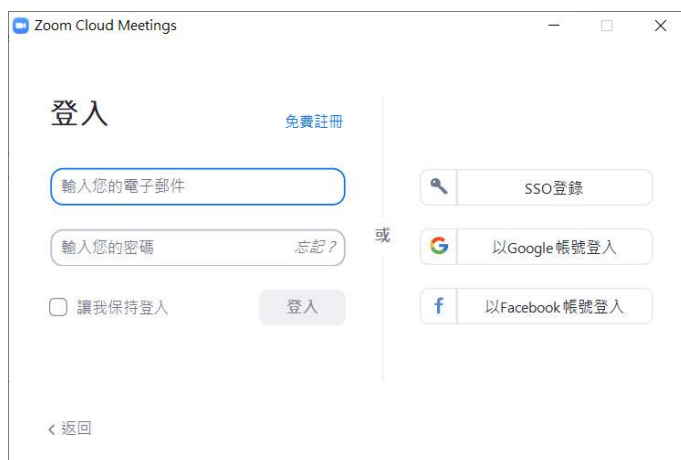 Zoom Cloud Meetings
登入
免費註冊
輸入您的電子郵件
輸入您的密碼
忘記？
讓我保持登入
登入
或
SSO登錄
以Google帳號登入
以Facebook帳號登入
返回